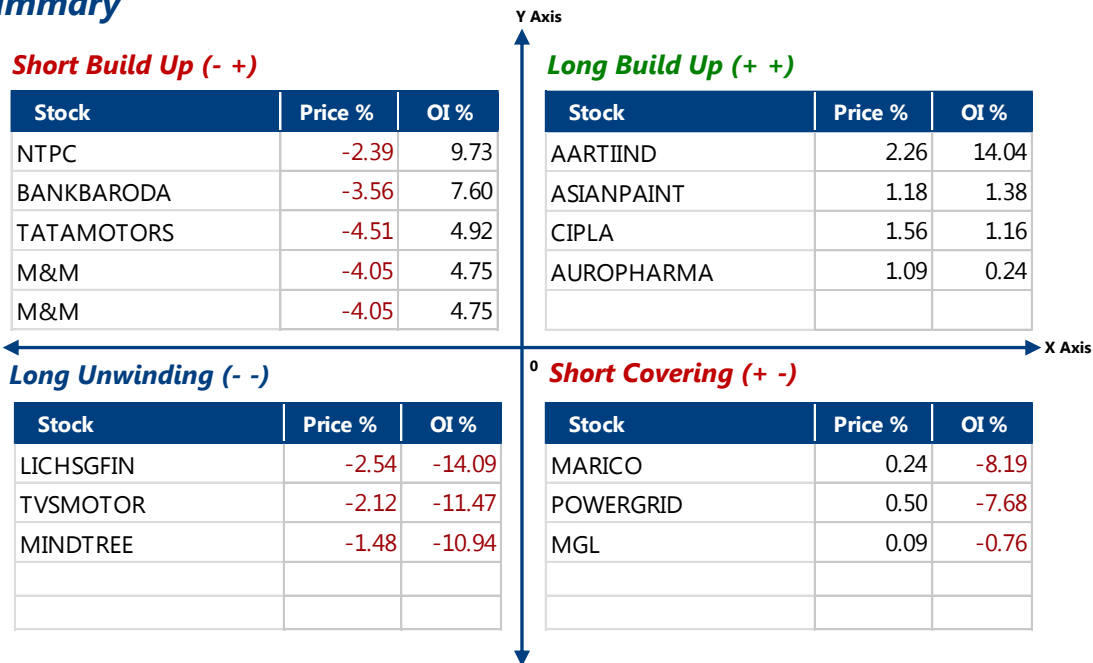 Y Axis
Short Build Up (- +)
Stock Price % OI %
NTPC -2.39 9.73
BANKBARODA -3.56 7.60
TATAMOTORS -4.51 4.92
M&M -4.05 4.75
M&M -4.05 4.75
Long Build Up (+ +)
Stock Price % OI %
AARTIIND 2.26 14.04
ASIANPAINT 1.18 1.38
CIPLA 1.56 1.16
AUROPHARMA 1.09 0.24
X Axis
0
Long Unwinding (- -)
Stock Price % OI %
LICHSGFIN -2.54 -14.09
TVSMOTOR -2.12 -11.47
MINDTREE -1.48 -10.94
Short Covering (+ -)
Stock Price % OI %
MARICO 0.24 -8.19
POWERGRID 0.50 -7.68
MGL 0.09 -0.76